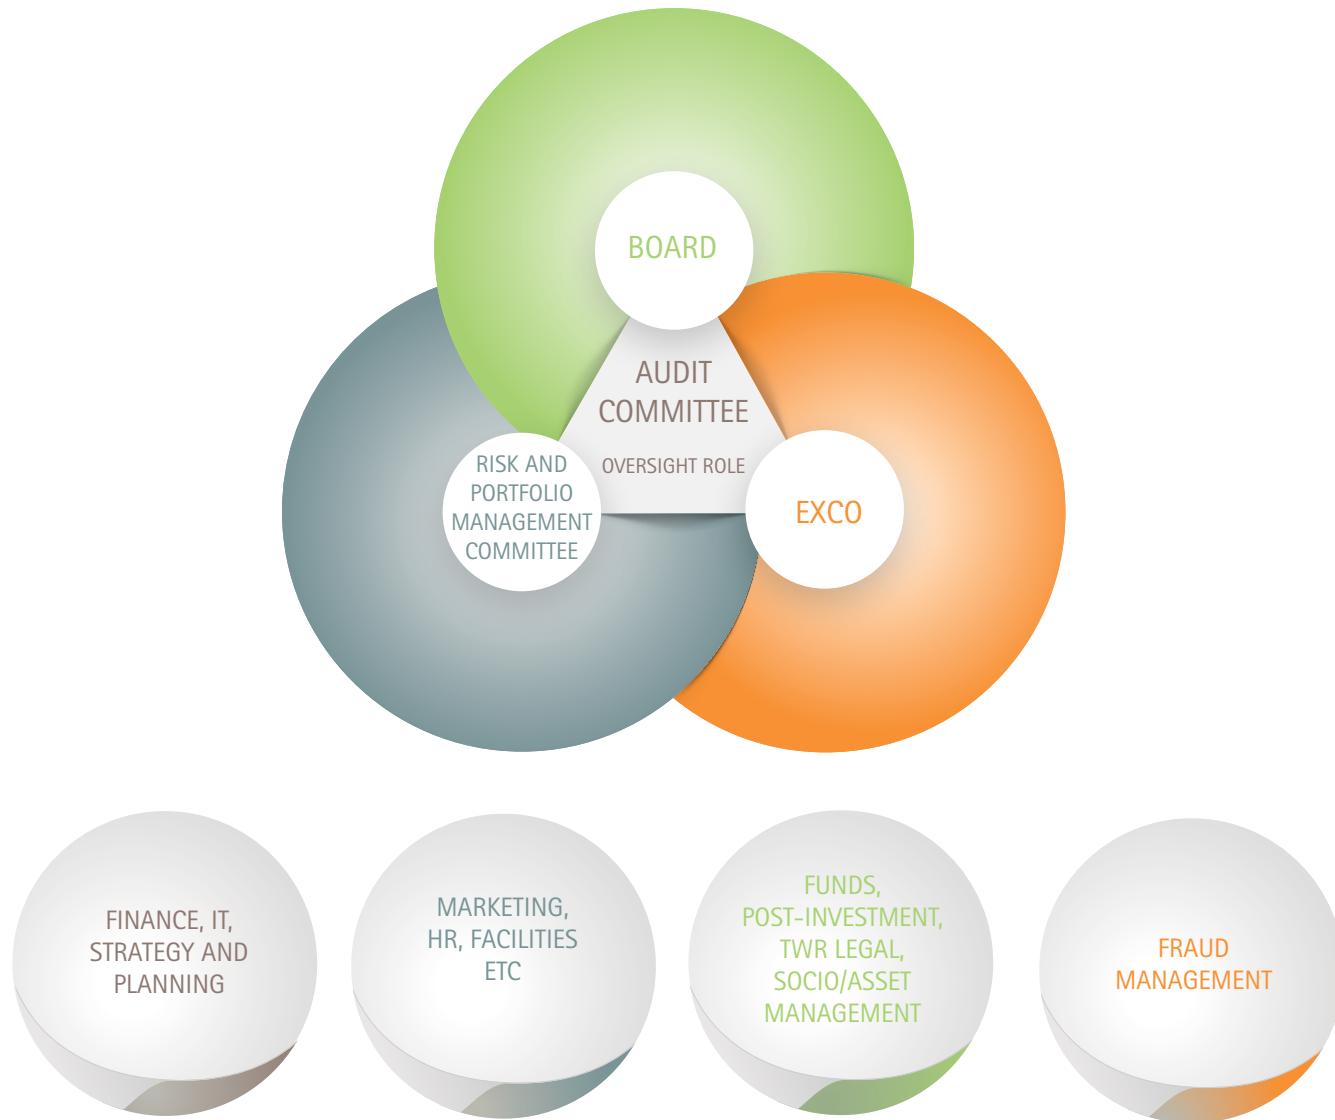 BOARD
AUDIT
COMMITTEE
OVERSIGHT ROLE
RISK AND
PORTFOLIO
MANAGEMENT
COMMITTEE
EXCO
FINANCE, IT,
STRATEGY AND
PLANNING
MARKETING,
HR, FACILITIES
ETC
FUNDS,
POST-INVESTMENT,
TWR LEGAL,
SOCIO/ASSET
MANAGEMENT
FRAUD
MANAGEMENT